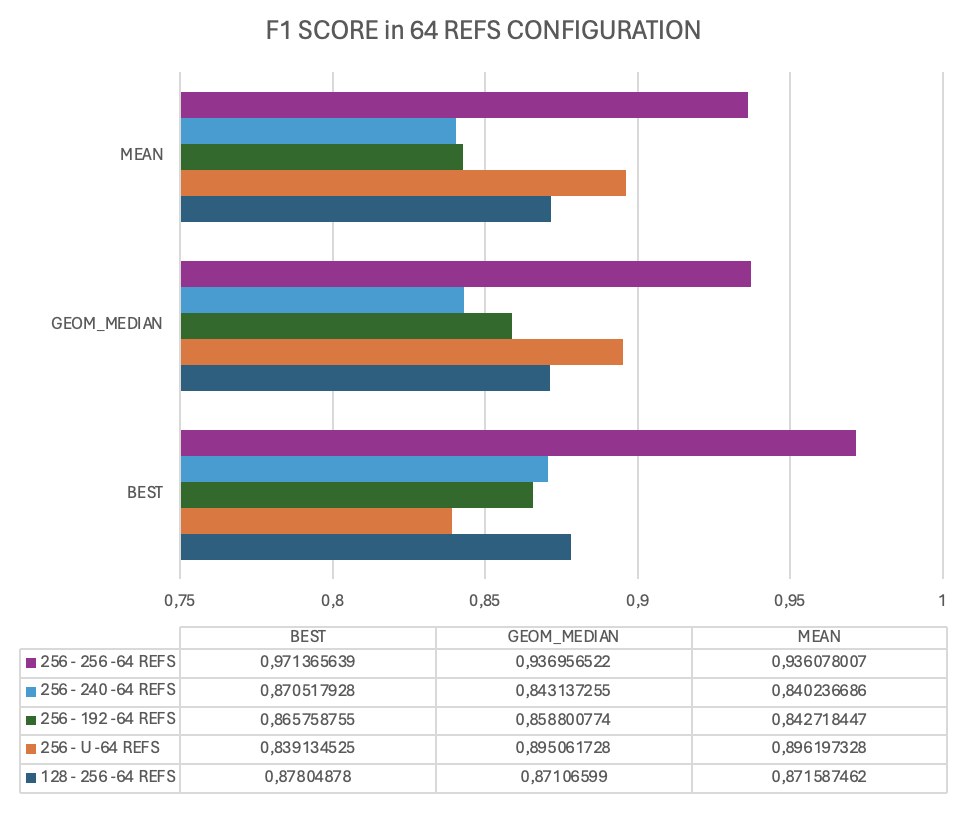 F1 SCORE in 64 REFS CONFIGURATION
MEAN
GEOM_MEDIAN
BEST
0,75 0,8 0,85 0,9 0,95 1
BEST GEOM_MEDIAN MEAN
256 - 256 -64 REFS 0,971365639 0,936956522 0,936078007
256 - 240 -64 REFS 0,870517928 0,843137255 0,840236686
256 - 192 -64 REFS 0,865758755 0,858800774 0,842718447
256 - U -64 REFS 0,839134525 0,895061728 0,896197328
128 - 256 -64 REFS 0,87804878 0,87106599 0,871587462